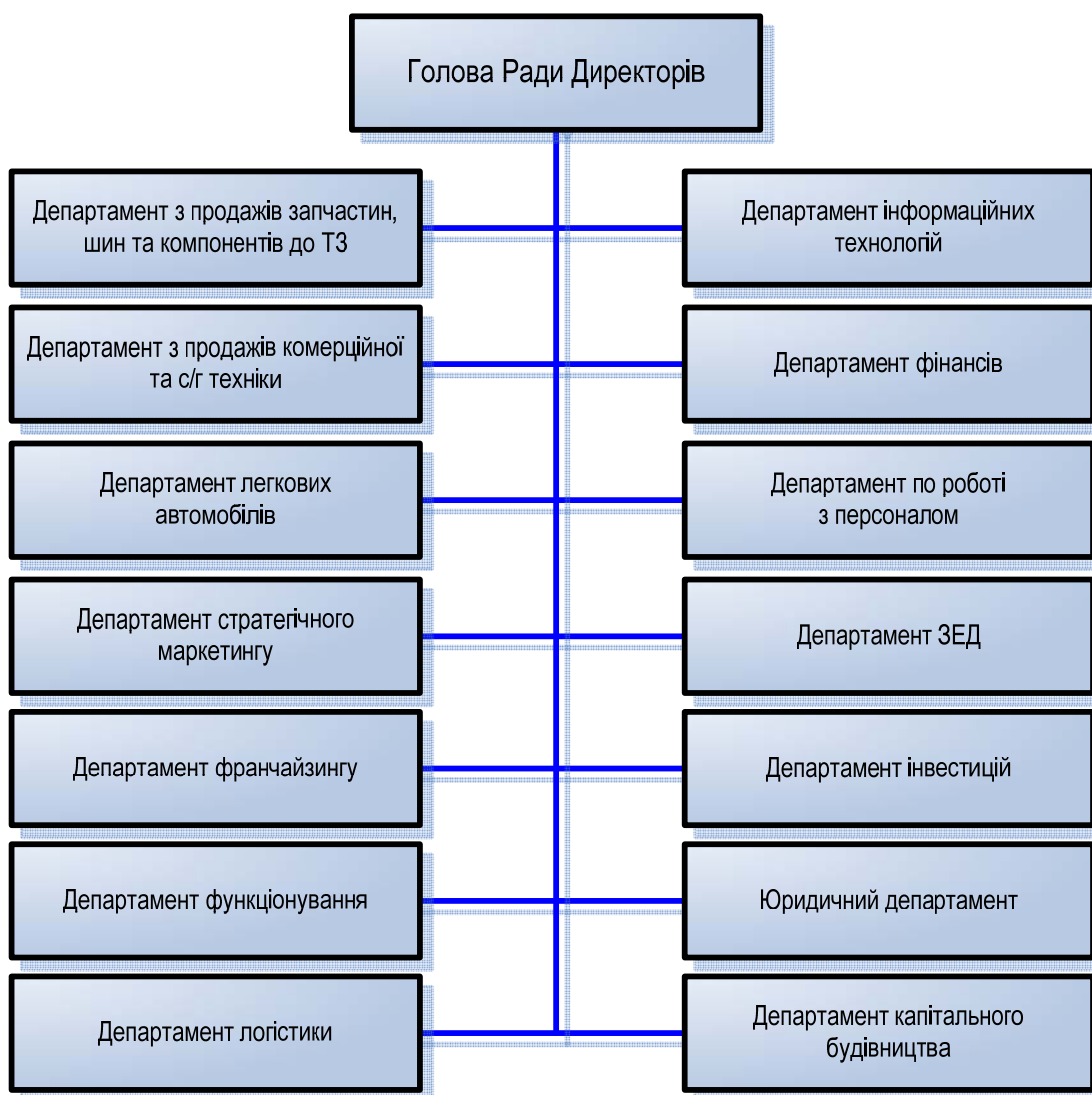 Голова Ради Директорів
Департамент з продажів запчастин,
шин та компонентів до ТЗ
Департамент інформаційних
технологій
Департамент з продажів комерційної
та с/г техніки
Департамент фінансів
Департамент легкових
автомобілів
Департамент по роботі
з персоналом
Департамент стратегічного
маркетингу
Департамент ЗЕД
Департамент франчайзингу
Департамент інвестицій
Департамент функціонування
Юридичний департамент
Департамент логістики
Департамент капітального
будівництва